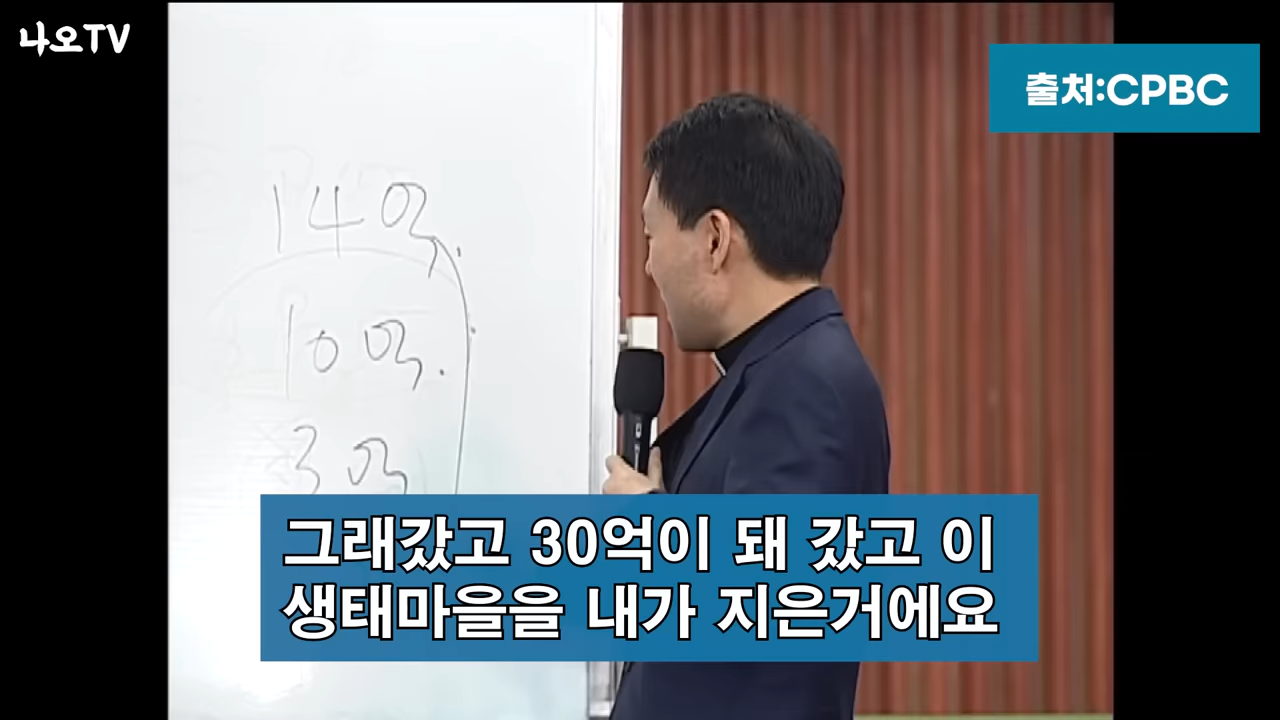 나오TV
출처:CPBC
14억.
10억.
3억
그래갔고 30억이 돼 갔고 이
생태마을을 내가 지은거에요